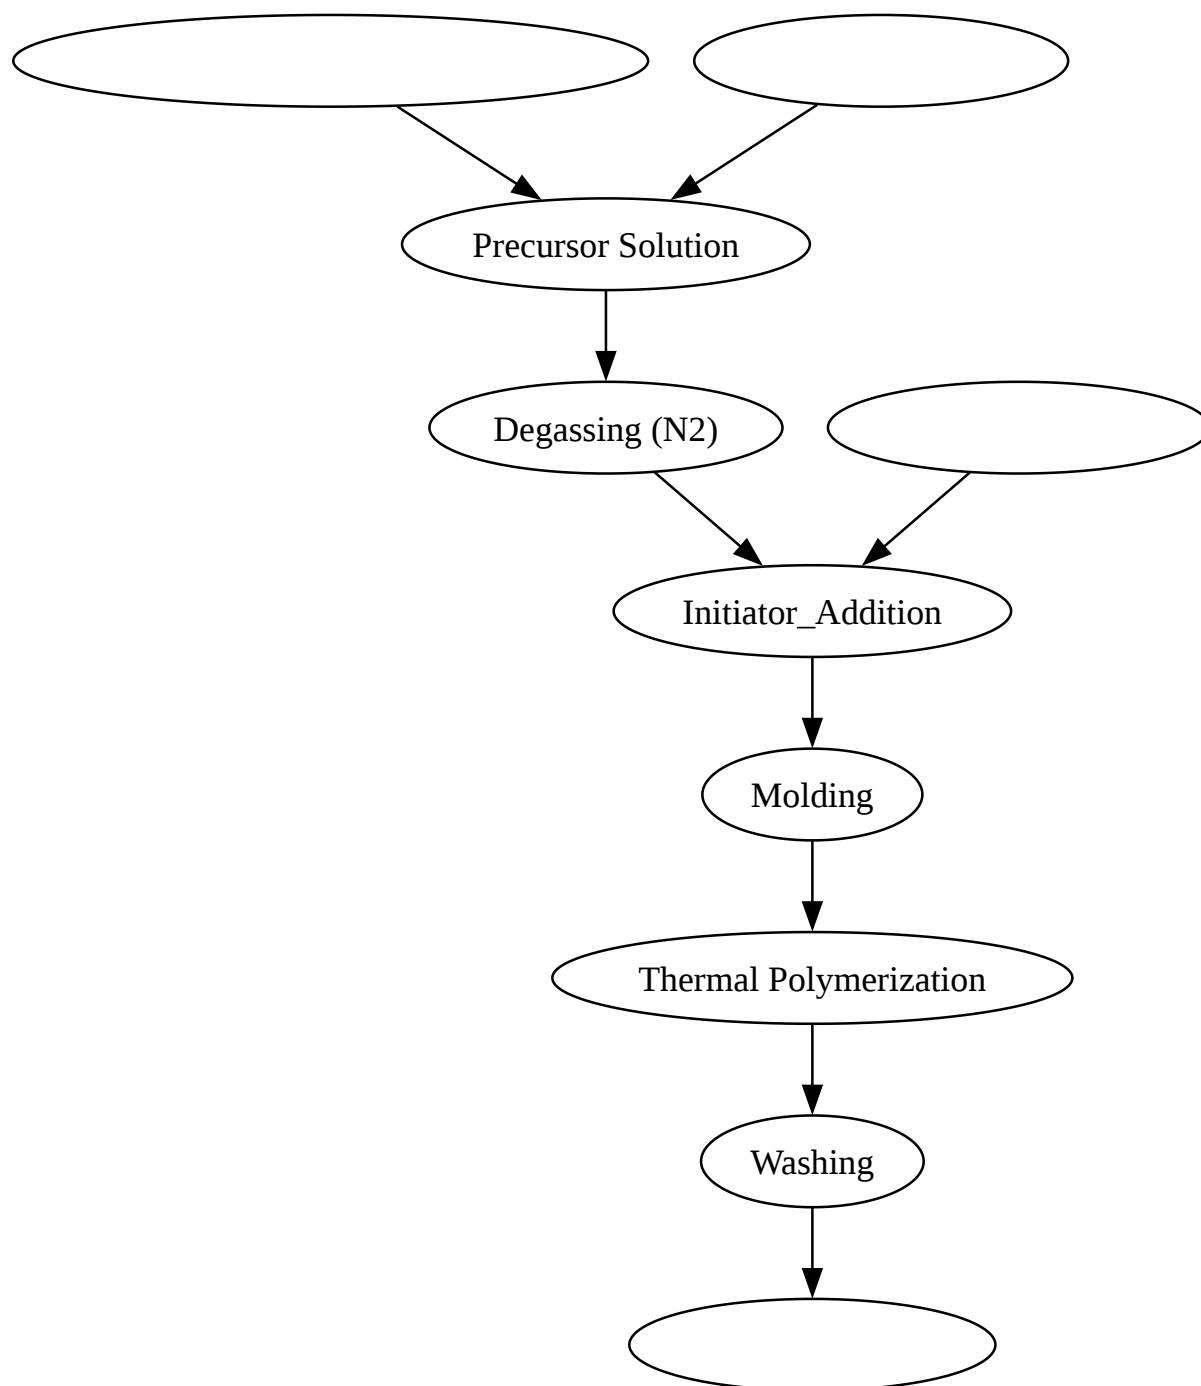 Precursor Solution
Degassing (N2)
Initiator_Addition
Molding
Thermal Polymerization
Washing